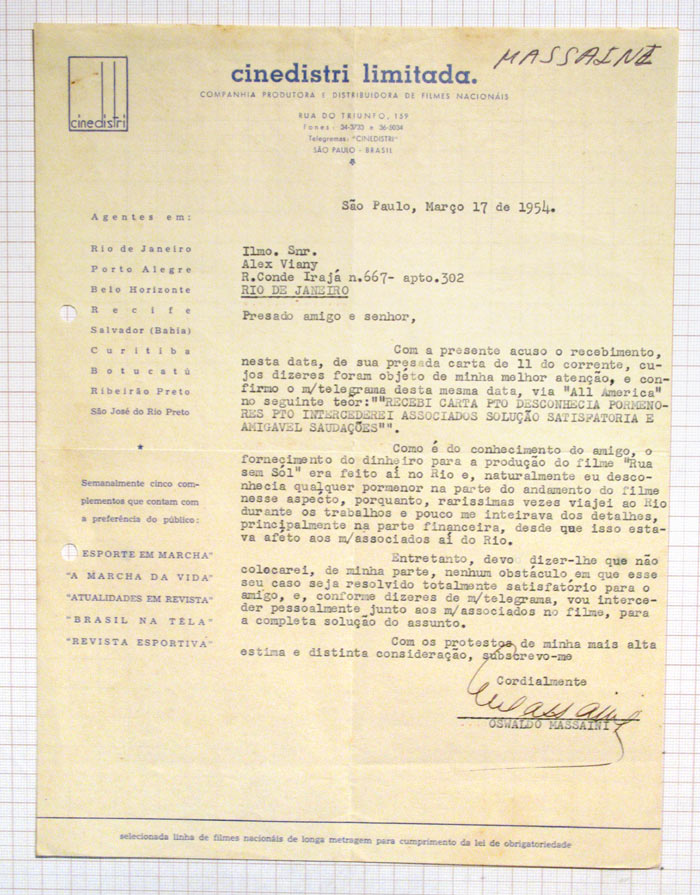 MASSAINI
cinedistri
cinedistri limitada.
COMPANHIA PRODUTORA E DISTRIBUIDORA DE FILMES NACIONÁIS
RUA DO TRIUNFO, 159
Fones: 34-3733 e 36-5034
Telegramas: "CINEDISTRI"
SÃO PAULO - BRASIL
São Paulo, Março 17 de 1954.
Agentes em:
Rio de Janeiro
Porto Alegre
Belo Horizonte
Recife
Salvador (Bahia)
Curitiba
Botucatú
Ribeirão Preto
São José do Rio Preto
Semanalmente cinco com-
plementos que contam com
a preferência do público:
ESPORTE EM MARCHA"
"A MARCHA DA VIDA"
"ATUALIDADES EM REVISTA"
"BRASIL NA TÉLA"
"REVISTA ESPORTIVA"
Ilmo. Snr.
Alex Viany
R.Conde Irajá n.667- apto.302
RIO DE JANEIRO
Presado amigo e senhor,
Com a presente acuso o recebimento,
nesta data, de sua presada carta de 11 do corrente, cu-
jos dizeres foram objeto de minha melhor atenção, e con-
firmo o m/telegrama desta mesma data, via "All America"
no seguinte teôr:""RECEBI CARTA PTO DESCONHECIA PORMENO-
RES PTO INTERCEDEREI ASSOCIADOS SOLUÇÃO SATISFATORIA E
AMIGAVEL SAUDAÇÕES"".
Como é do conhecimento do amigo, o
fornecimento do dinheiro para a produção do filme "Rua
sem Sól" era feito aí no Rio e, naturalmente eu desco-
nhecia qualquer pormenor na parte do andamento do filme
nesse aspecto, porquanto, raríssimas vezes viajei ao Rio
durante os trabalhos e pouco me inteirava dos detalhes,
principalmente na parte financeira, desde que isso esta-
va afeto aos m/associados aí do Rio.
Entretanto, devo dizer-lhe que não
colocarei, de minha parte, nenhum obstáculo em que esse
seu caso seja resolvido totalmente satisfatório para o
amigo, e, conforme dizeres de m/telegrama, vou interce-
der pessoalmente junto aos m/associados no filme, para
a completa solução do assunto.
Com os protestos de minha mais alta
estima e distinta consideração, subscrevo-me
Cordialmente
Massaini
OSWALDO MASSAINI
selecionada linha de filmes nacionáis de longa metragem para cumprimento da lei de obrigatoriedade